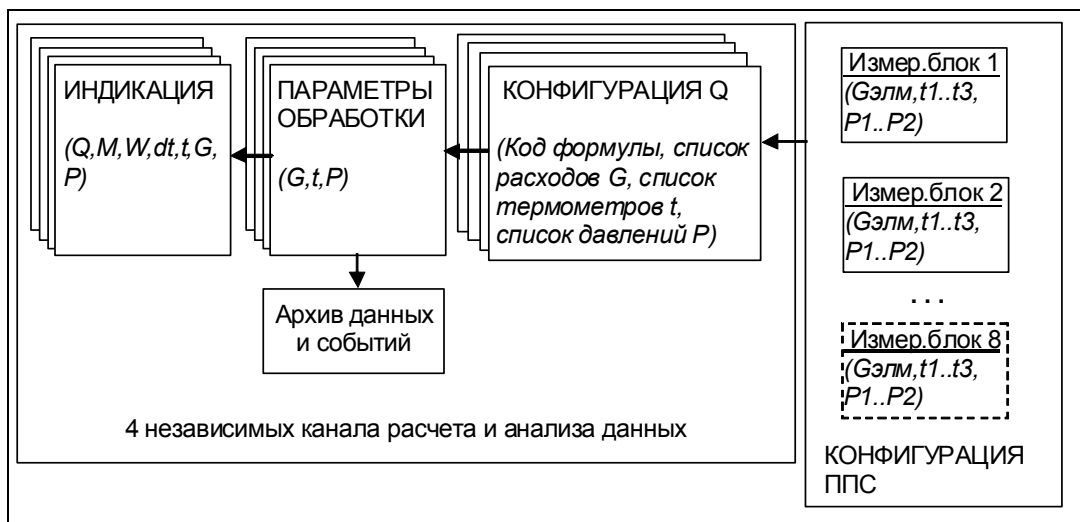 ИНДИКАЦИЯ
(Q,M,W,dt,t,G,
P)
ПАРАМЕТРЫ
ОБРАБОТКИ
(G,t,P)
КОНФИГУРАЦИЯ Q
(Код формулы, список
расходов G, список
термометров t,
список давлений P)
Архив данных
и событий
4 независимых канала расчета и анализа данных
Измер.блок 1
(Gэлм,t1..t3,
P1..P2)
Измер.блок 2
(Gэлм,t1..t3,
P1..P2)
. . .
Измер.блок 8
(Gэлм,t1..t3,
P1..P2)
КОНФИГУРАЦИЯ
ППС